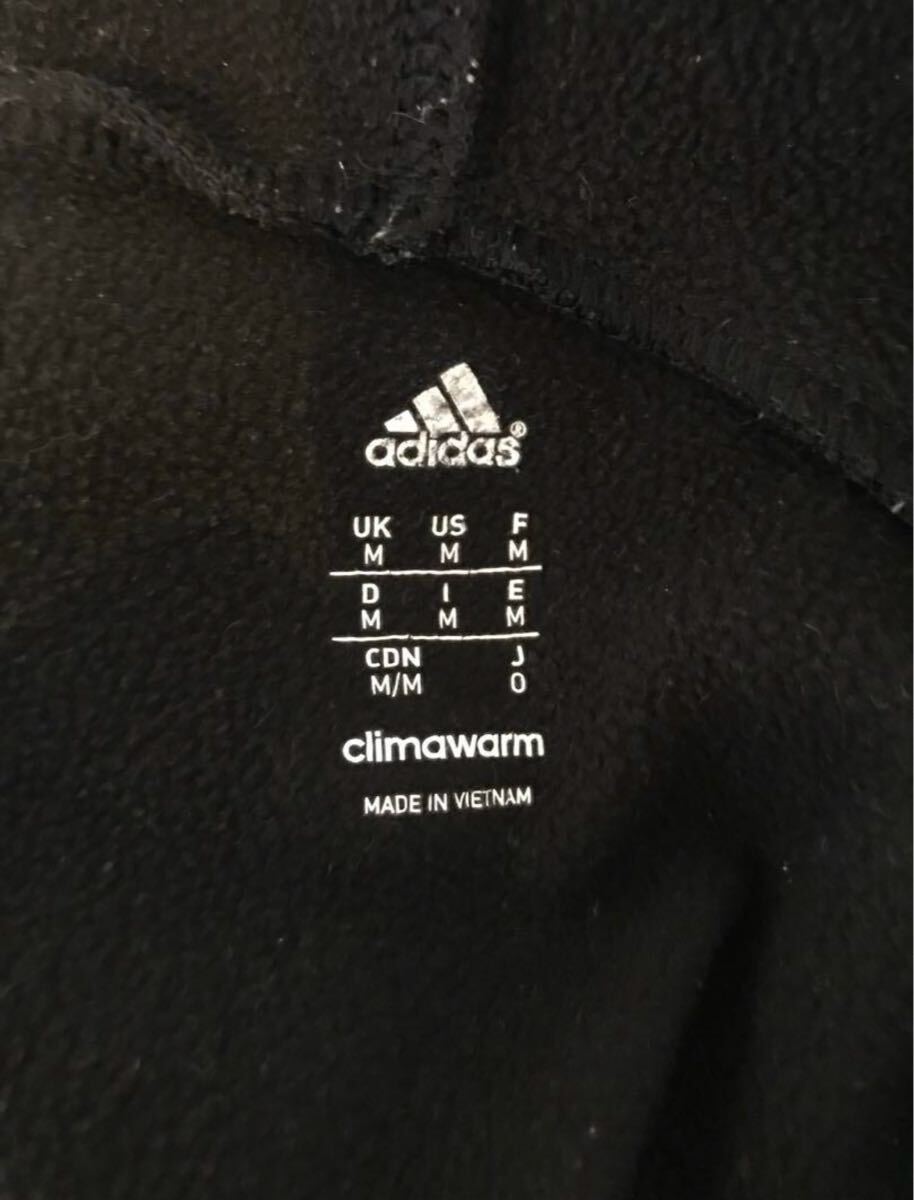 adidas®
UK US F
M M M
D I E
M M M
CDN J
M/M O
climawarm
MADE IN VIETNAM